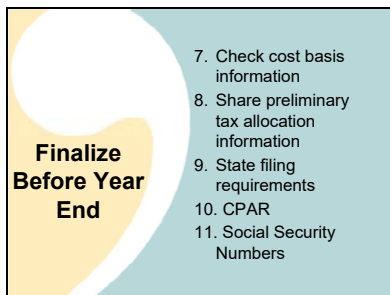 Finalize
Before Year
End
7. Check cost basis
information
8. Share preliminary
tax allocation
information
9. State filing
requirements
10. CPAR
11. Social Security
Numbers